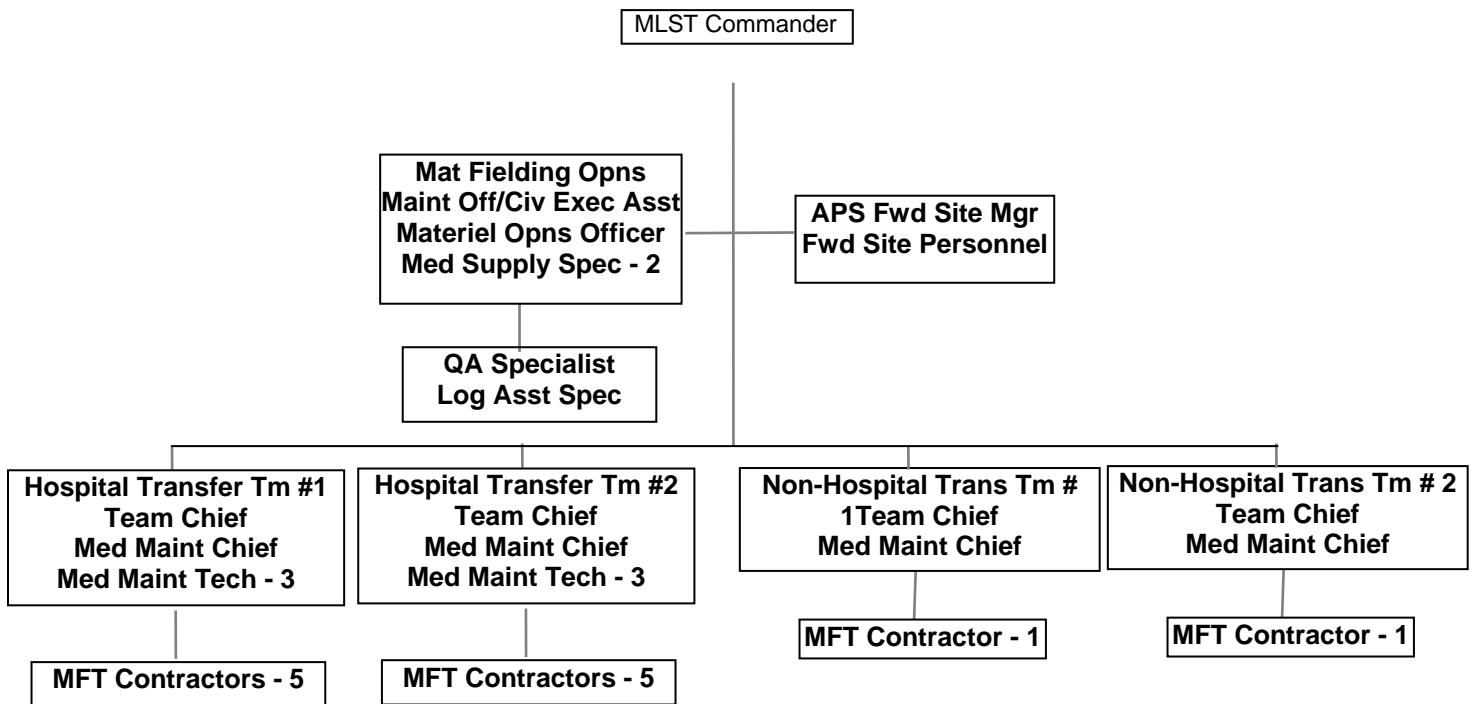 MLST Commander
Mat Fielding Opns
Maint Off/Civ Exec Asst
Materiel Opns Officer
Med Supply Spec - 2
APS Fwd Site Mgr
Fwd Site Personnel
QA Specialist
Log Asst Spec
Hospital Transfer Tm #1
Team Chief
Med Maint Chief
Med Maint Tech - 3
Hospital Transfer Tm #2
Team Chief
Med Maint Chief
Med Maint Tech - 3
Non-Hospital Trans Tm #
1Team Chief
Med Maint Chief
Non-Hospital Trans Tm # 2
Team Chief
Med Maint Chief
MFT Contractors - 5
MFT Contractors - 5
MFT Contractor - 1
MFT Contractor - 1